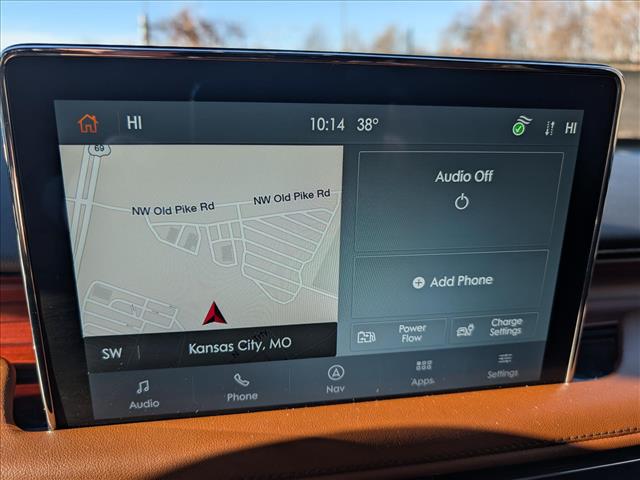 HI
10:14 38°
HI
69
NW Old Pike Rd
NW Old Pike Rd
Audio Off
Add Phone
Power
Flow
Charge
Settings
SW
Kansas City, MO
Audio
Phone
Nav
Apps
Settings